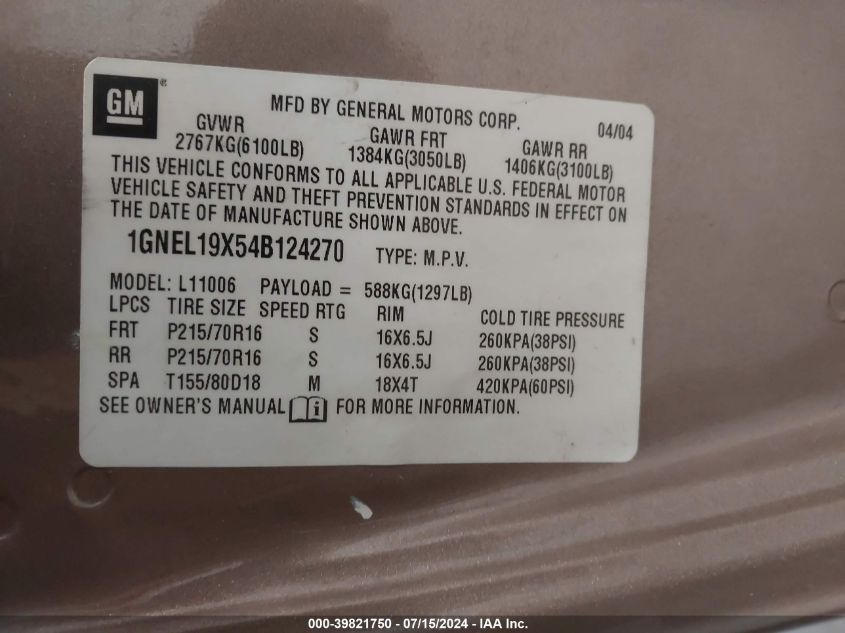 GM®
MFD BY GENERAL MOTORS CORP. 04/04
GVWR GAWR FRT GAWR RR
2767KG(6100LB) 1384KG(3050LB) 1406KG(3100LB)
THIS VEHICLE CONFORMS TO ALL APPLICABLE U.S. FEDERAL MOTOR
VEHICLE SAFETY AND THEFT PREVENTION STANDARDS IN EFFECT ON
THE DATE OF MANUFACTURE SHOWN ABOVE.
1GNEL19X54B124270 TYPE: M.P.V.
MODEL: L11006 PAYLOAD = 588KG(1297LB)
LPCS TIRE SIZE SPEED RTG RIM COLD TIRE PRESSURE
FRT P215/70R16 S 16X6.5J 260KPA(38PSI)
RR P215/70R16 S 16X6.5J 260KPA(38PSI)
SPA T155/80D18 M 18X4T 420KPA(60PSI)
SEE OWNER'S MANUAL i FOR MORE INFORMATION.
000-39821750 - 07/15/2024 - IAA Inc.